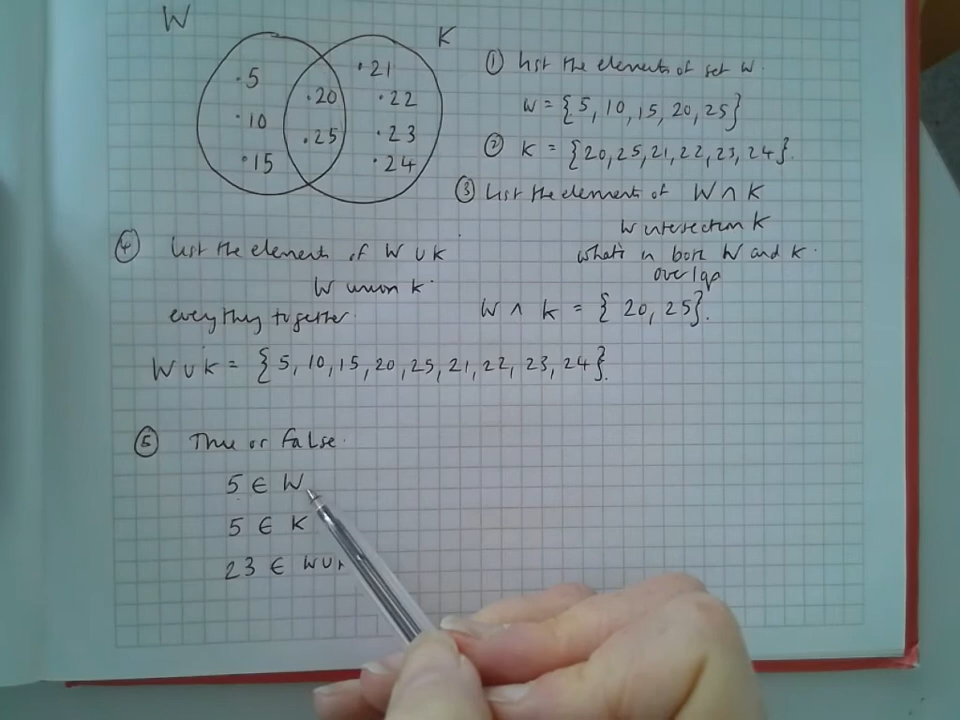 W
K
.5
.10
.15
.20
.25
.21
.22
.23
.24
① List the elements of set W.
W = {5, 10, 15, 20, 25}
② K = {20, 25, 21, 22, 23, 24}.
③ List the elements of W ∩ K
W intersection K
what's in both W and K.
overlap
W ∩ K = {20, 25}.
④ List the elements of W ∪ K
W union K.
everything together.
W ∪ K = {5, 10, 15, 20, 25, 21, 22, 23, 24}.
⑤ True or False.
5 ∈ W
5 ∈ K
23 ∈ W ∪